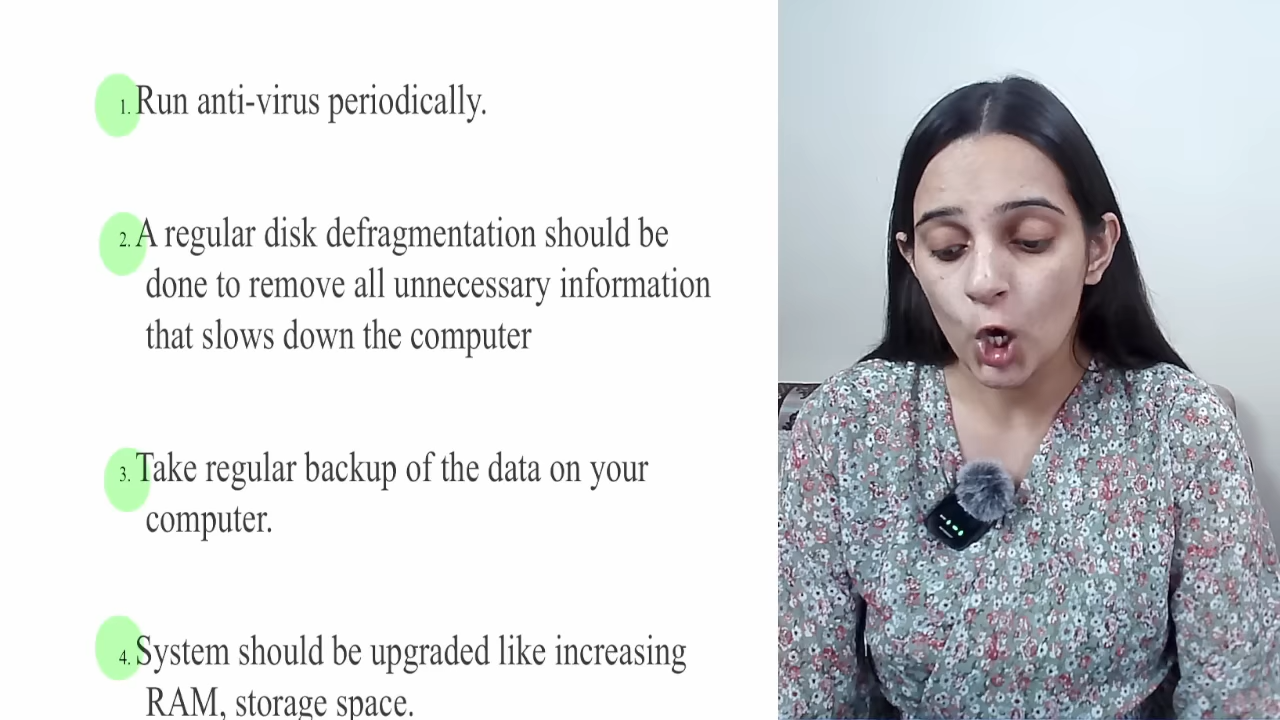 1. Run anti-virus periodically.
2. A regular disk defragmentation should be
done to remove all unnecessary information
that slows down the computer
3. Take regular backup of the data on your
computer.
4. System should be upgraded like increasing
RAM, storage space.